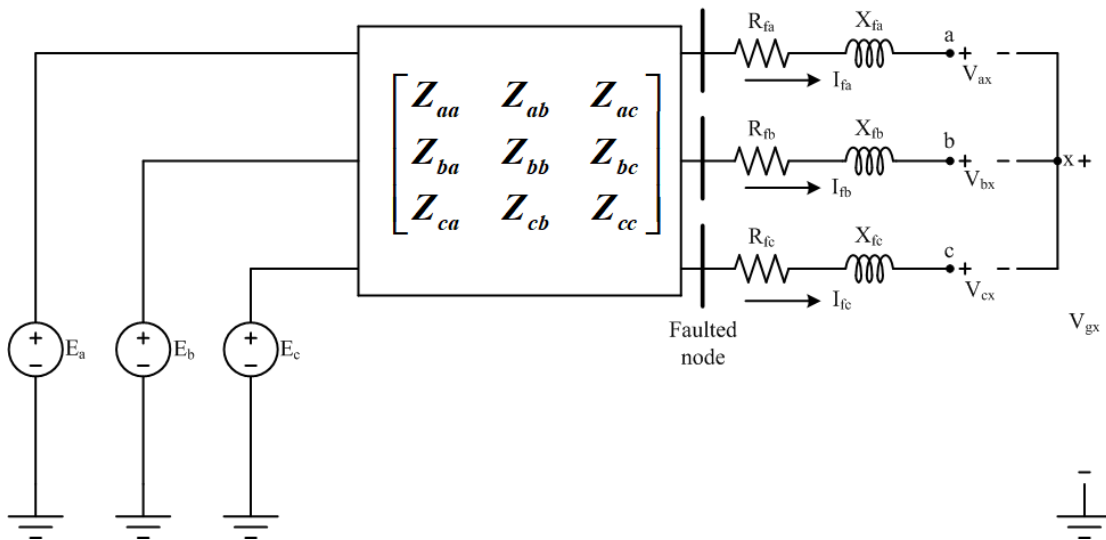 R_fa X_fa a
+ −
V_ax
I_fa
Z_aa Z_ab Z_ac
Z_ba Z_bb Z_bc
Z_ca Z_cb Z_cc
R_fb X_fb b
+ − x +
V_bx
I_fb
R_fc X_fc c
+ −
V_cx
I_fc
Faulted
node
V_gx
+ −
E_a
+ −
E_b
+ −
E_c
−
− − − −